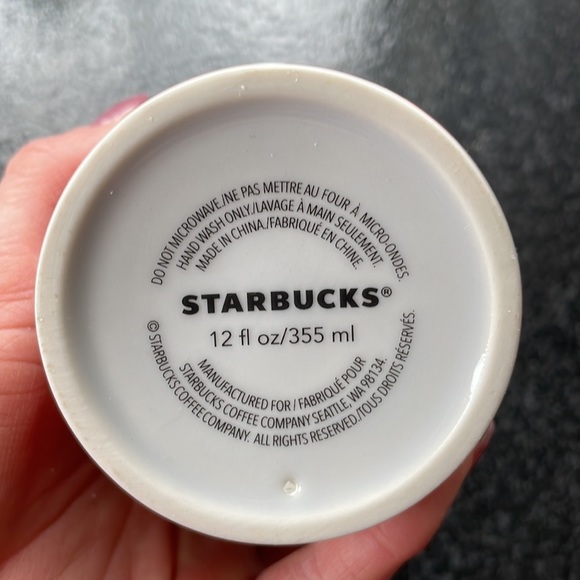 DO NOT MICROWAVE./NE PAS METTRE AU FOUR À MICRO-ONDES.
HAND WASH ONLY./LAVAGE À MAIN SEULEMENT.
MADE IN CHINA./FABRIQUÉ EN CHINE.
STARBUCKS®
12 fl oz/355 ml
MANUFACTURED FOR / FABRIQUÉ POUR
STARBUCKS COFFEE COMPANY SEATTLE, WA 98134.
© STARBUCKS COFFEE COMPANY. ALL RIGHTS RESERVED./TOUS DROITS RÉSERVÉS.